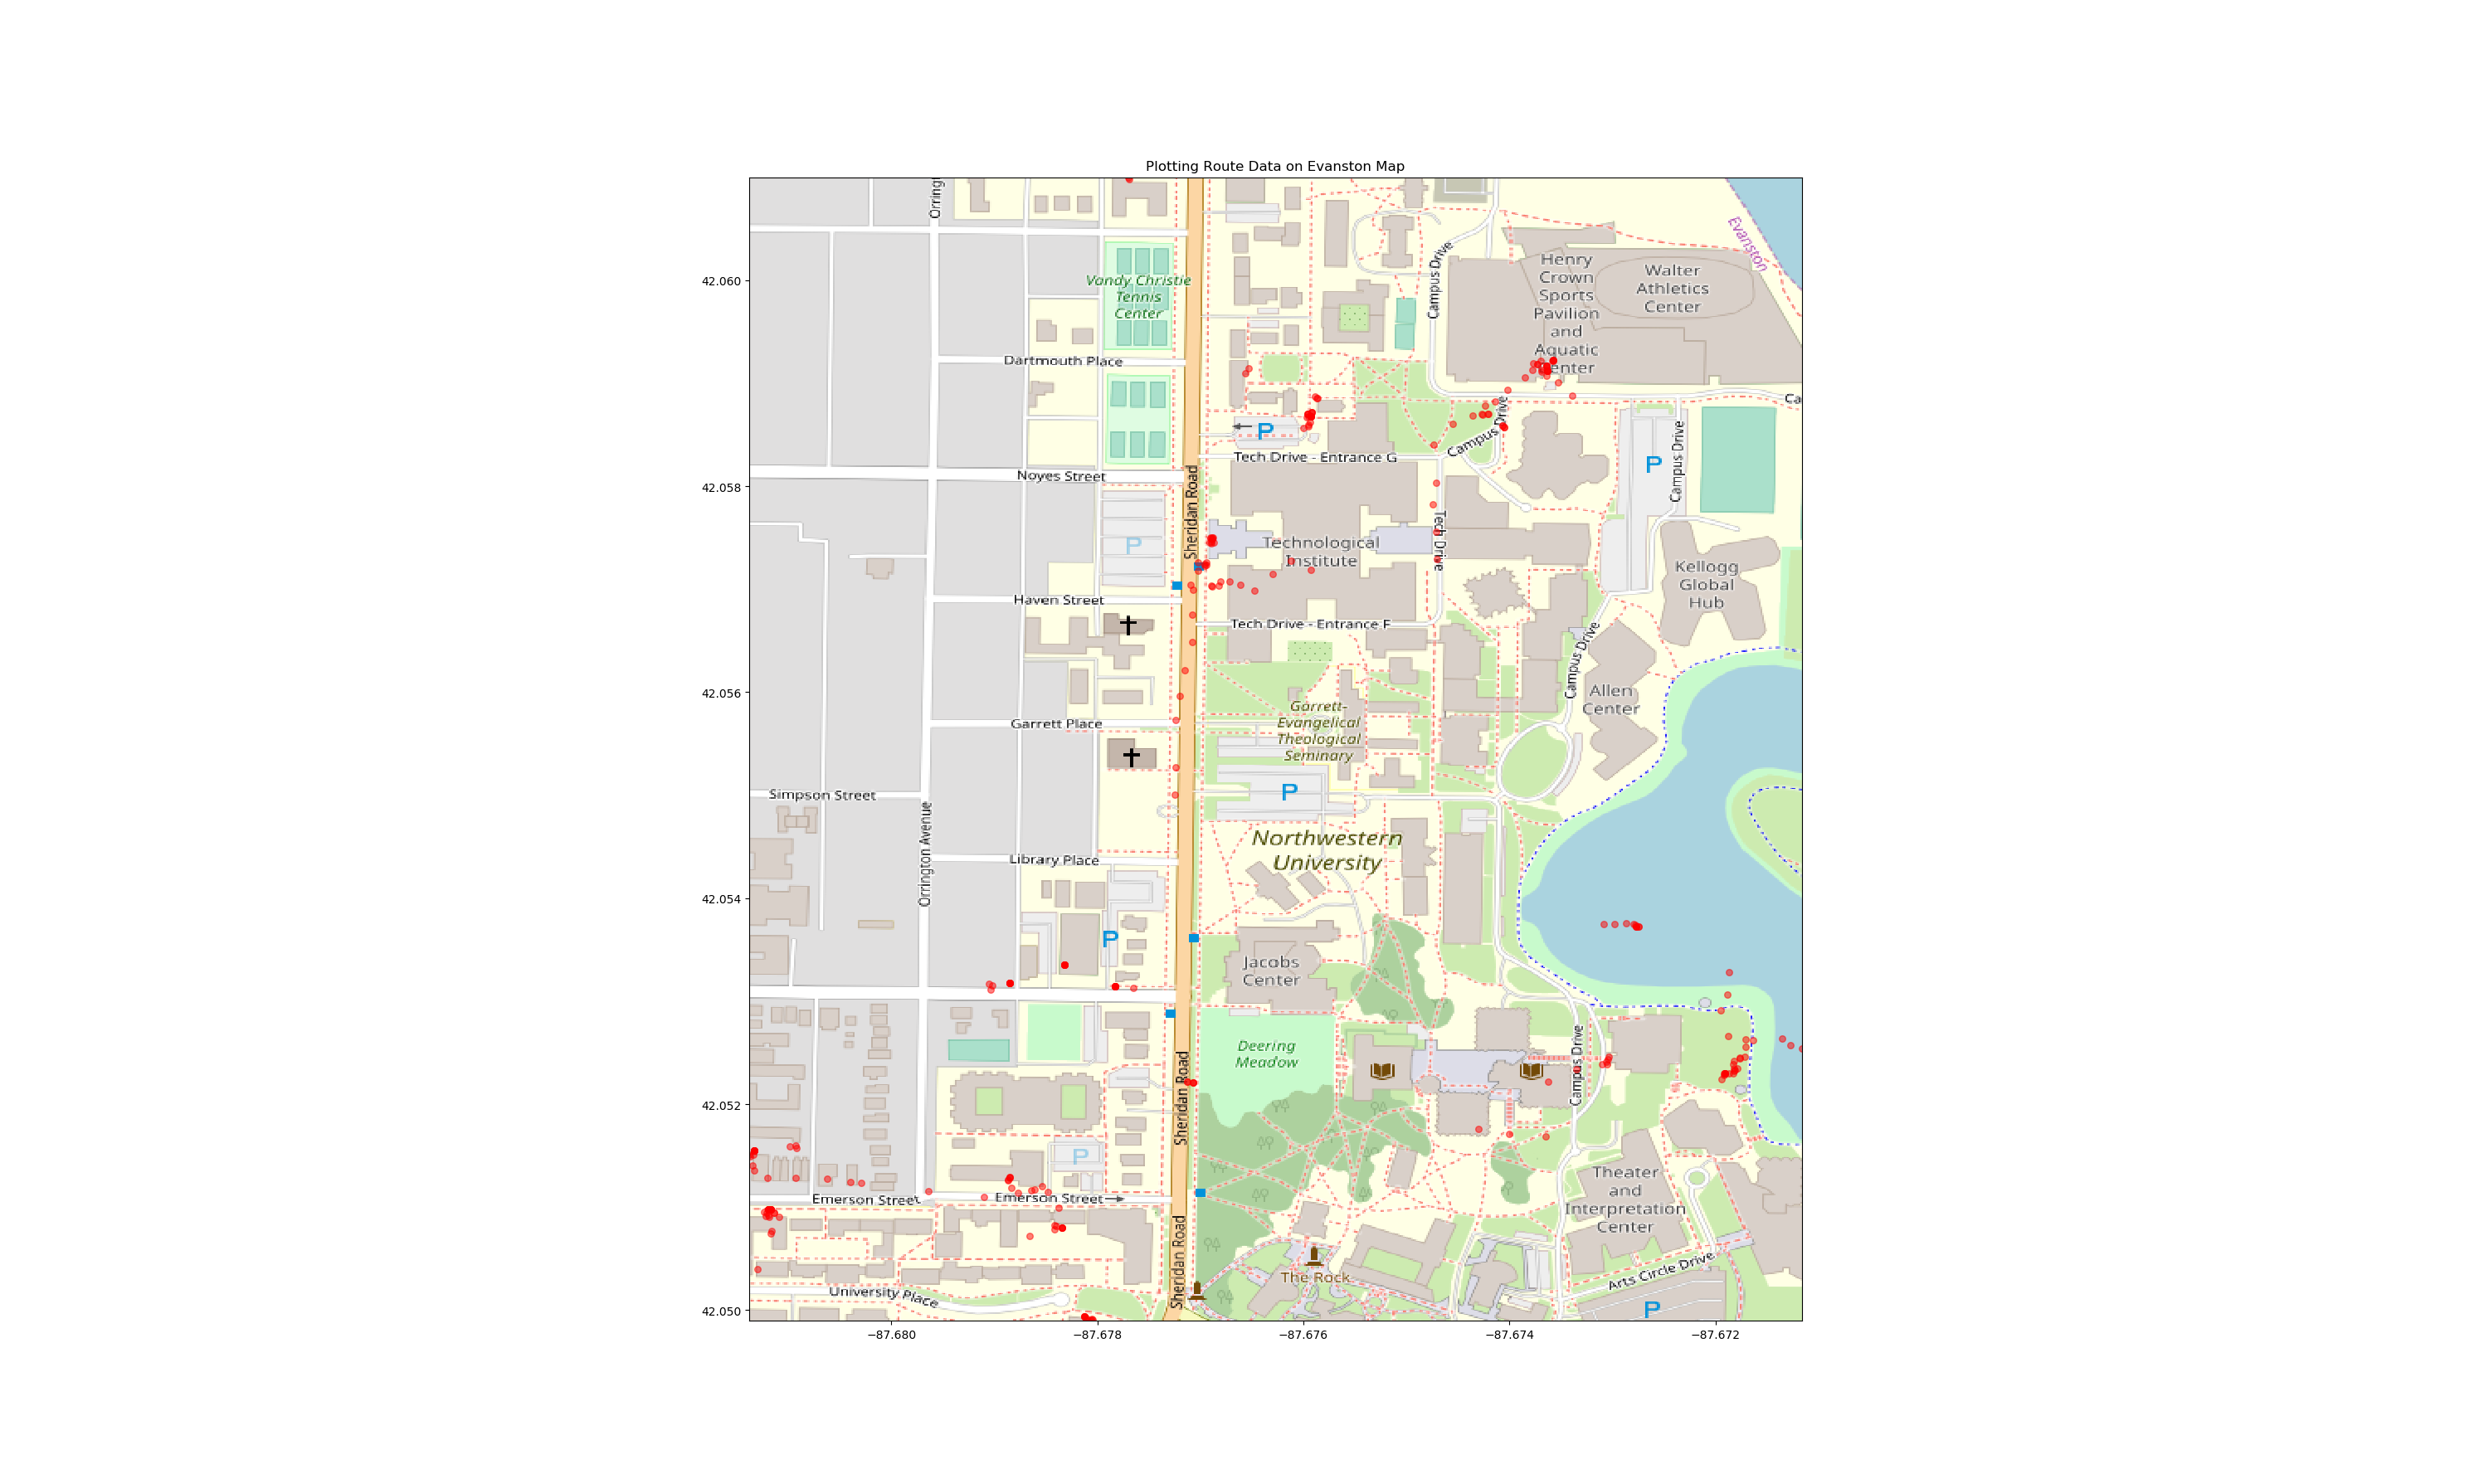 Plotting Route Data on Evanston Map
42.060
42.058
42.056
42.054
42.052
42.050
−87.680
−87.678
−87.676
−87.674
−87.672
Evanston
Vandy Christie
Tennis
Center
Campus Drive
Henry
Crown
Sports
Pavilion
and
Aquatic
Center
Walter
Athletics
Center
Dartmouth Place
Ca
P
Campus Drive
Campus Drive
Tech Drive - Entrance G
P
Campus Drive
Noyes Street
Sheridan Road
P
Technological
Institute
Tech Drive
Kellogg
Global
Hub
Haven Street
Tech Drive - Entrance F
Campus Drive
Allen
Center
Garrett Place
Garrett-
Evangelical
Theological
Seminary
Simpson Street
P
Orrington Avenue
Northwestern
University
Library Place
P
Jacobs
Center
Deering
Meadow
Campus Drive
Sheridan Road
P
Emerson Street
Emerson Street
Theater
and
Interpretation
Center
Sheridan Road
The Rock
Arts Circle Drive
University Place
P